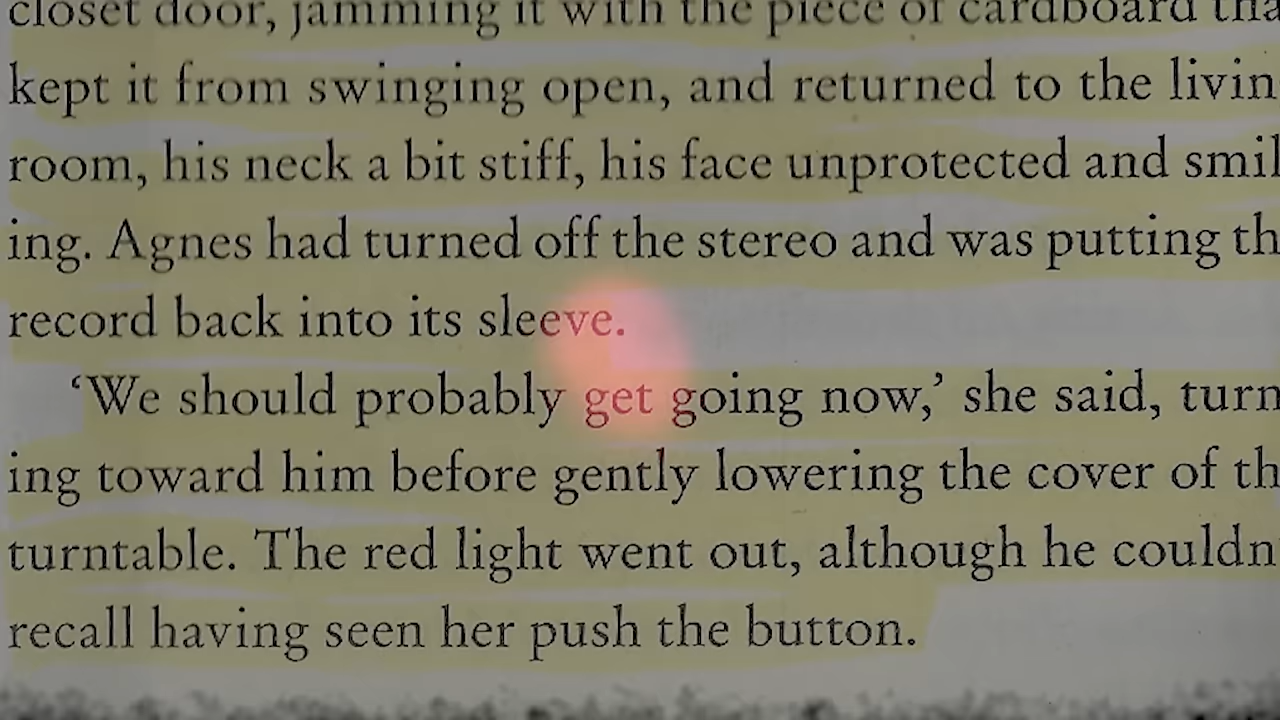 closet door, jamming it with the piece of cardboard tha
kept it from swinging open, and returned to the livin
room, his neck a bit stiff, his face unprotected and smil
ing. Agnes had turned off the stereo and was putting th
record back into its sleeve.
‘We should probably get going now,’ she said, turn
ing toward him before gently lowering the cover of th
turntable. The red light went out, although he couldn
recall having seen her push the button.